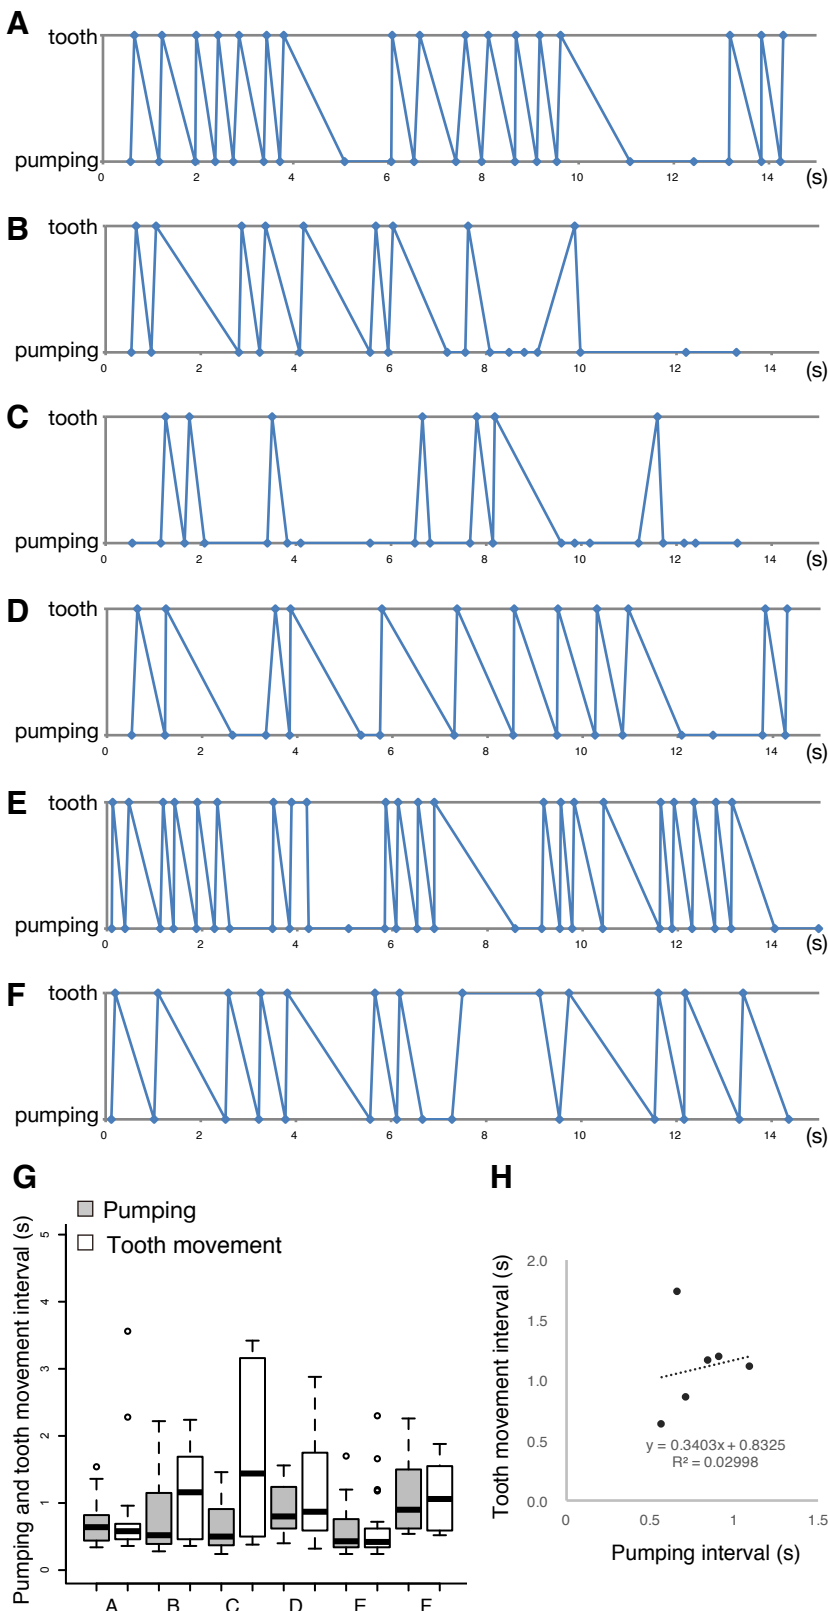 A
tooth
pumping
0 2 4 6 8 10 12 14 (s)
B
tooth
pumping
0 2 4 6 8 10 12 14 (s)
C
tooth
pumping
0 2 4 6 8 10 12 14 (s)
D
tooth
pumping
0 2 4 6 8 10 12 14 (s)
E
tooth
pumping
0 2 4 6 8 10 12 14 (s)
F
tooth
pumping
0 2 4 6 8 10 12 14 (s)
G
Pumping
Tooth movement
Pumping and tooth movement interval (s)
5
4
3
2
1
0
A B C D E F
H
Tooth movement interval (s)
2.0
1.5
1.0
0.5
0.0
y = 0.3403x + 0.8325
R² = 0.02998
0 0.5 1 1.5
Pumping interval (s)